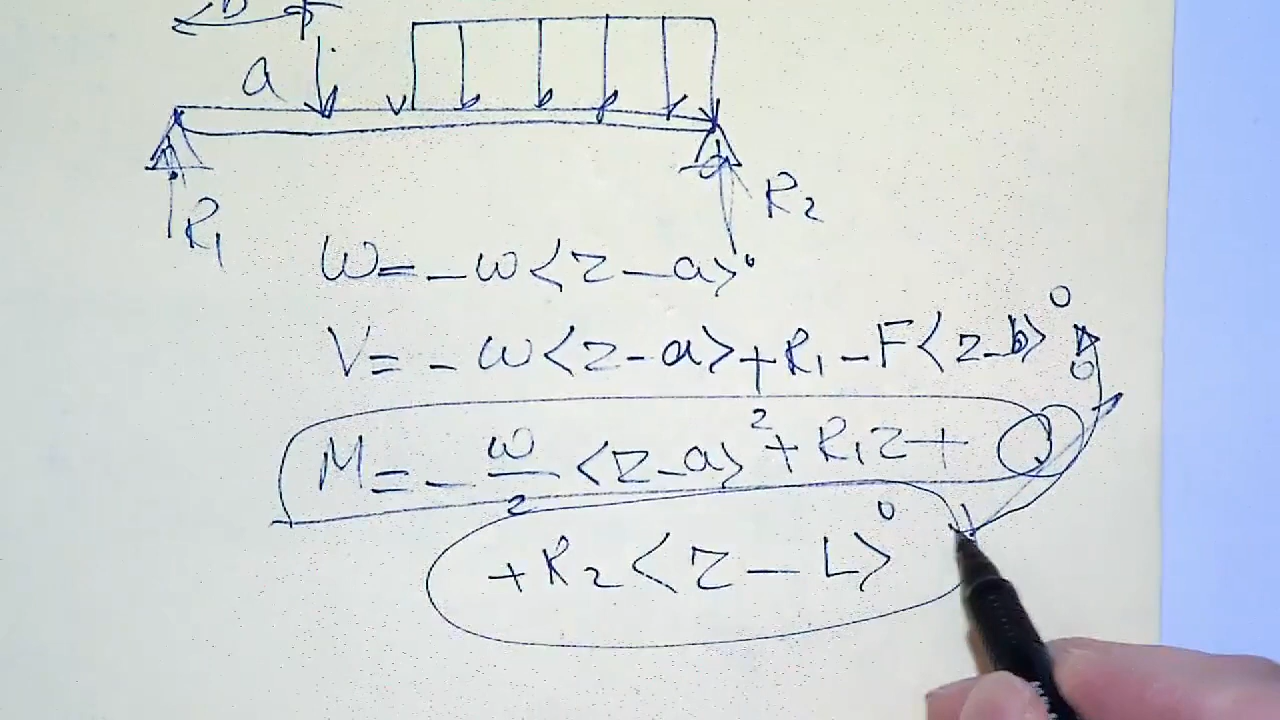 b
a
R₁
R₂
W = -w<z-a>⁰
V = -w<z-a> + R₁ - F<z-b>⁰
M = -w/2 <z-a>² + R₁z +
+ R₂<z-L>⁰